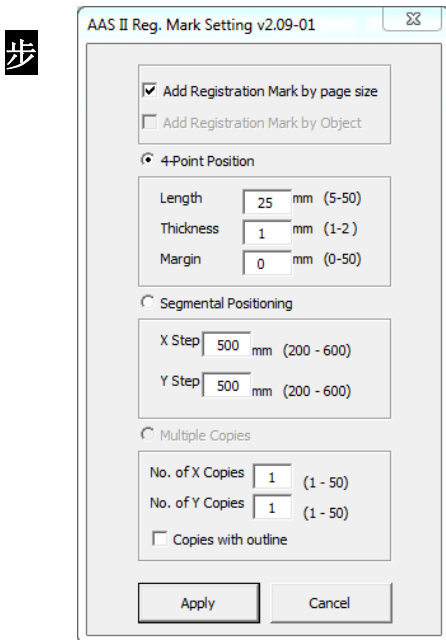 AAS II Reg. Mark Setting v2.09-01
步
Add Registration Mark by page size
Add Registration Mark by Object
4-Point Position
Length 25 mm (5-50)
Thickness 1 mm (1-2 )
Margin 0 mm (0-50)
Segmental Positioning
X Step 500 mm (200 - 600)
Y Step 500 mm (200 - 600)
Multiple Copies
No. of X Copies 1 (1 - 50)
No. of Y Copies 1 (1 - 50)
Copies with outline
Apply Cancel